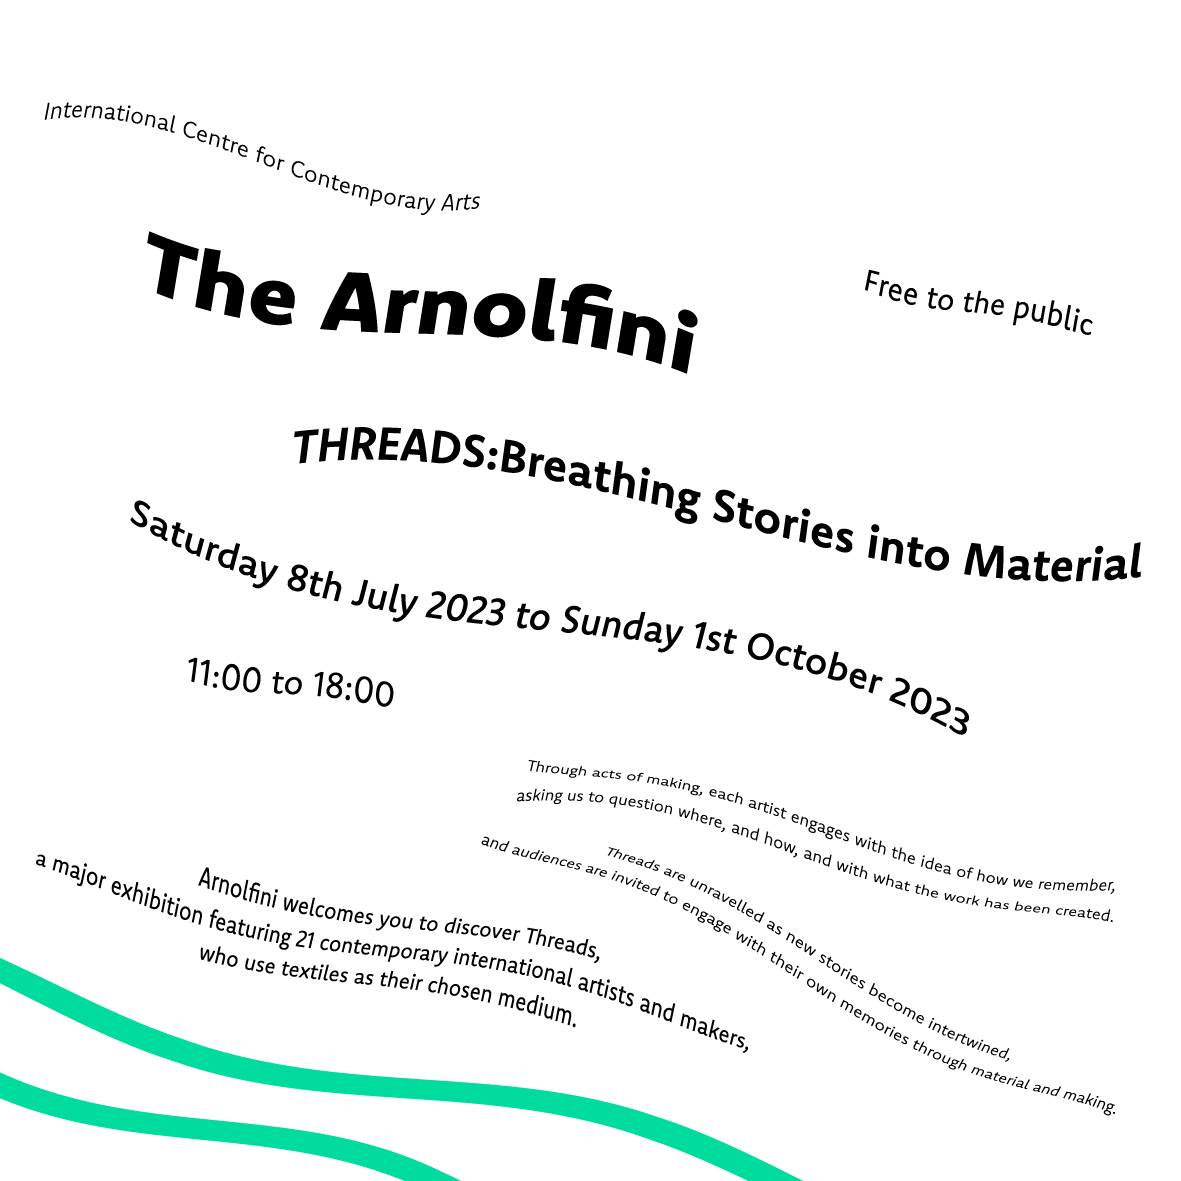 International Centre for Contemporary Arts
The Arnolfini
Free to the public
THREADS:Breathing Stories into Material
Saturday 8th July 2023 to Sunday 1st October 2023
11:00 to 18:00
Through acts of making, each artist engages with the idea of how we remember,
asking us to question where, and how, and with what the work has been created.
Threads are unravelled as new stories become intertwined,
and audiences are invited to engage with their own memories through material and making.
Arnolfini welcomes you to discover Threads,
a major exhibition featuring 21 contemporary international artists and makers,
who use textiles as their chosen medium.